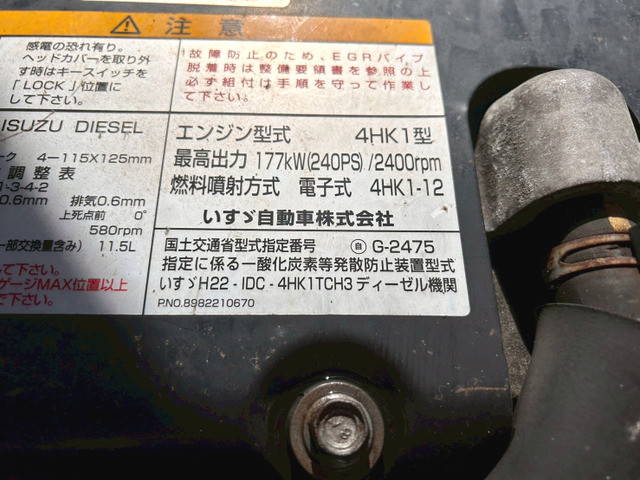 注意
感電の恐れ有り。
ヘッドカバーを取り外
す時はキースイッチを
「LOCK」位置に
して下さい。
故障防止のため、EGRパイプ
脱着時は整備要領書を参照の上
必ず組付け手順を守って作業し
て下さい。
ISUZU DIESEL
ーク 4-115X125mm
調整表
1-3-4-2
0.6mm 排気0.6mm
上死点前 0°
580rpm
一部交換量含み) 11.5L
て下さい。
ゲージMAX位置以上
で下さい。
エンジン型式 4HK1型
最高出力 177kW(240PS)/2400rpm
燃料噴射方式 電子式 4HK1-12
いすゞ自動車株式会社
国土交通省型式指定番号 自 G-2475
指定に係る一酸化炭素等発散防止装置型式
いすゞH22-IDC-4HK1TCH3 ディーゼル機関
P.NO.8982210670